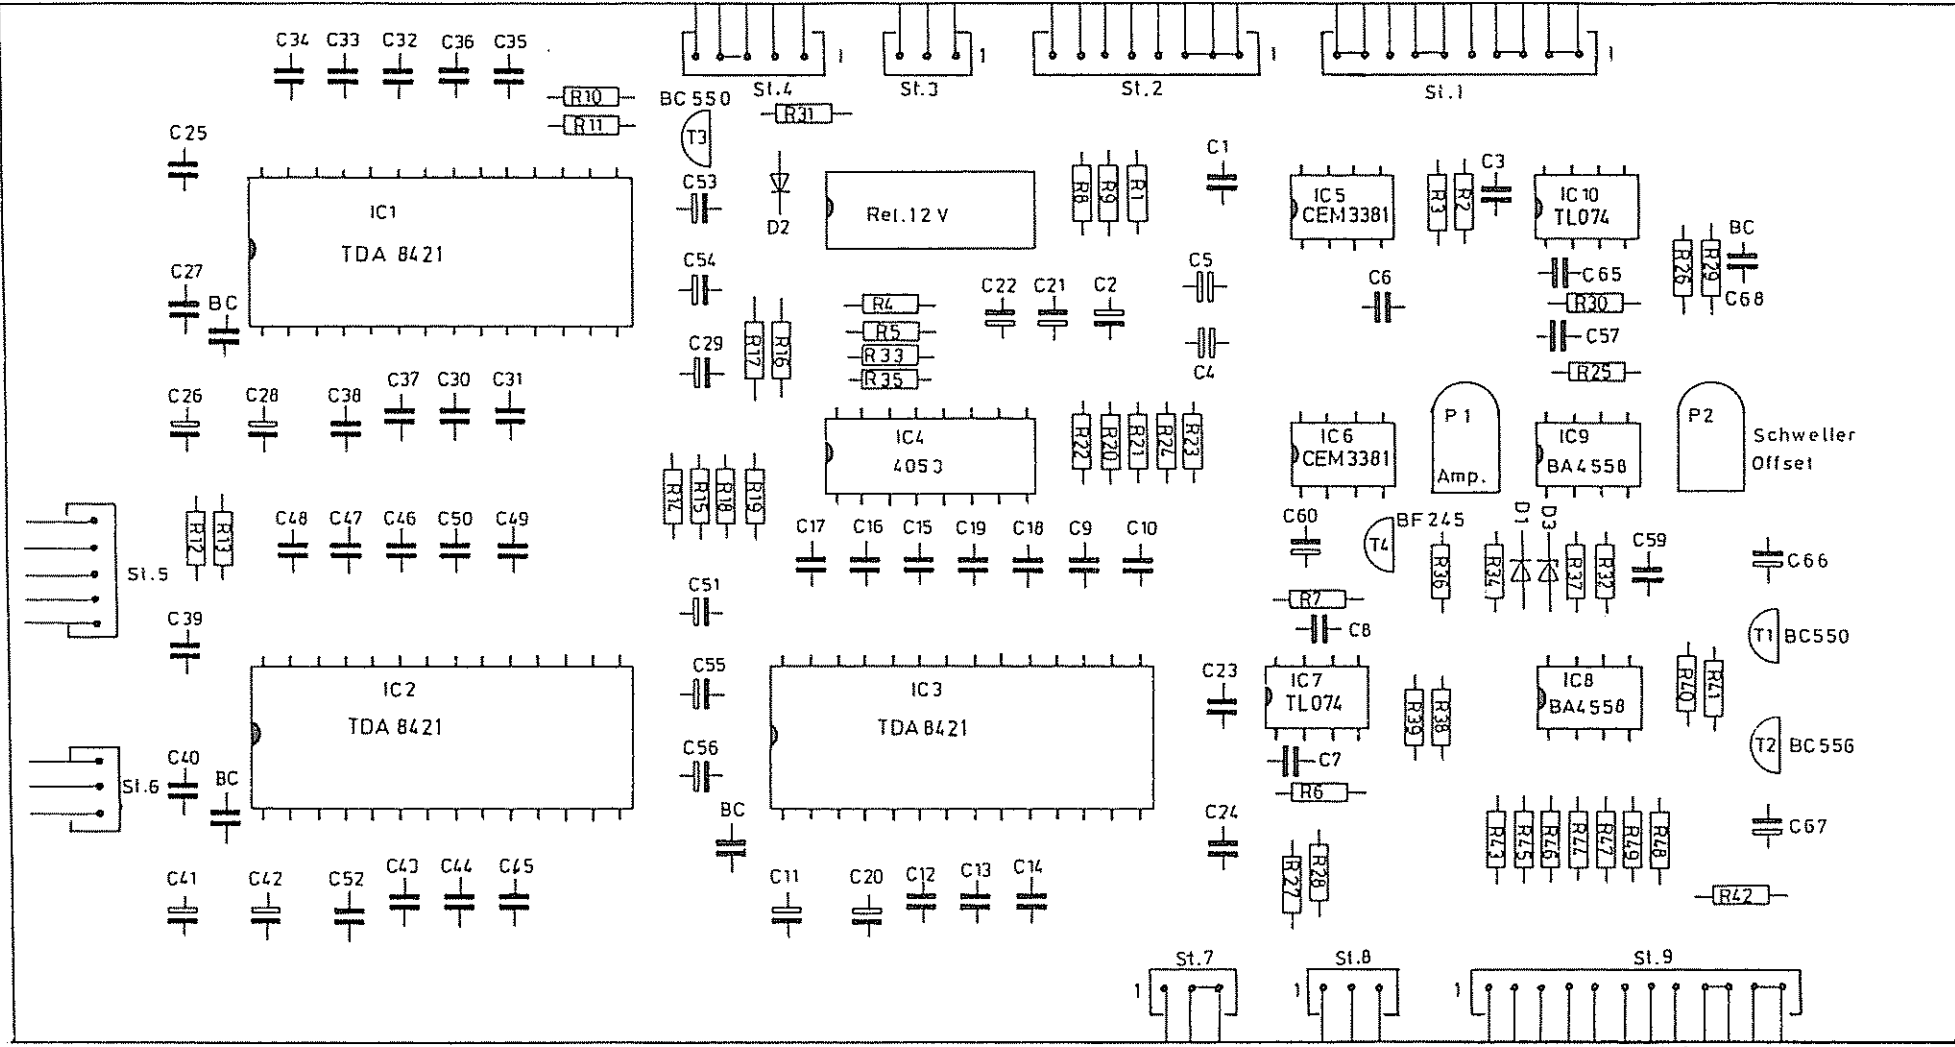 C34 C33 C32 C36 C35
St.4 1
St.3 1
St.2 1
St.1 1
R10
R11
BC 550
T3
R31
C25
IC1
TDA 8421
C53
D2
Rel.12 V
R8 R9 R1
C1
IC5
CEM3381
R3 R2
C3
IC10
TL074
R26 R29
BC
C68
C27
BC
C54
R4
R5
R33
R35
C22 C21 C2
C5
C4
C6
C65
R30
C57
R25
C29
R17 R16
C26 C28 C38 C37 C30 C31
IC4
4053
R22 R20 R21 R24 R23
IC6
CEM3381
P1
Amp.
IC9
BA4558
P2
Schweller
Offset
R14 R15 R18 R19
St.5
R12 R13
C48 C47 C46 C50 C49
C17 C16 C15 C19 C18 C9 C10
C60
T4
BF245
R36
R34
D1 D3
R37 R32
C59
C66
C51
R7
C8
T1 BC550
C39
IC2
TDA 8421
C55
IC3
TDA 8421
C23
IC7
TL074
R39 R38
IC8
BA4558
R40 R41
T2 BC556
St.6
C40
BC
C56
BC
C7
R6
C24
R27 R28
R43 R45 R46 R44 R47 R49 R48
C67
R42
C41 C42 C52 C43 C44 C45
C11 C20 C12 C13 C14
St.7
1
St.8
1
St.9
1